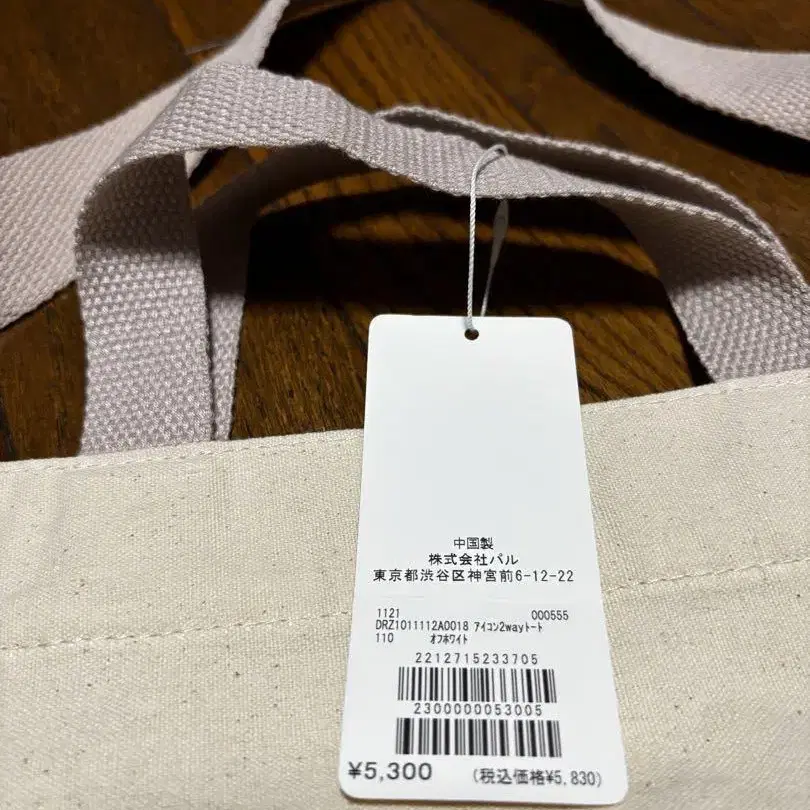 中国製
株式会社パル
東京都渋谷区神宮前6-12-22
1121 000555
DRZ1011112A0018 アイコン2wayトート
110 オフホワイト
2212715233705
2300000053005
¥5,300 (税込価格¥5,830)